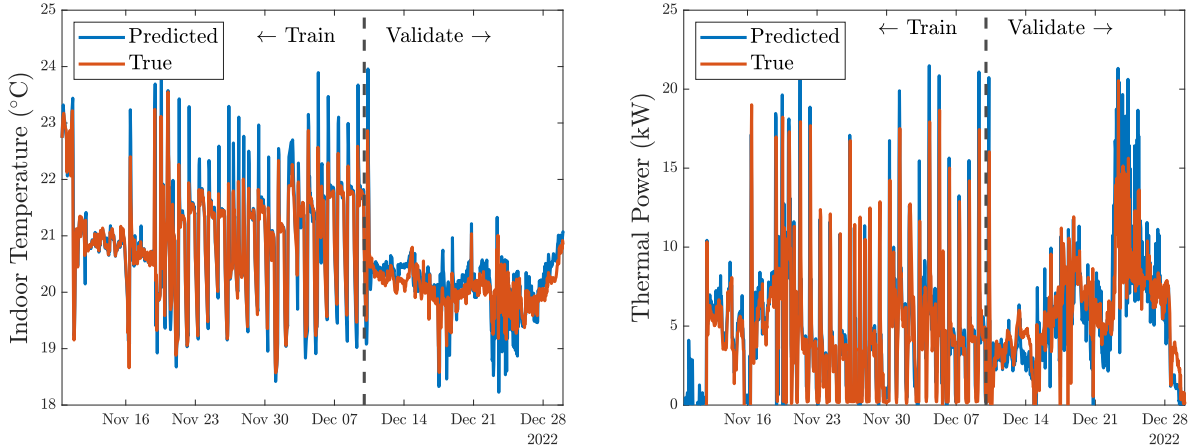 Indoor Temperature (°C)
25
24
23
22
21
20
19
18
Predicted
True
← Train
Validate →
Nov 16
Nov 23
Nov 30
Dec 07
Dec 14
Dec 21
Dec 28
2022
Thermal Power (kW)
25
20
15
10
5
0
Predicted
True
← Train
Validate →
Nov 16
Nov 23
Nov 30
Dec 07
Dec 14
Dec 21
Dec 28
2022